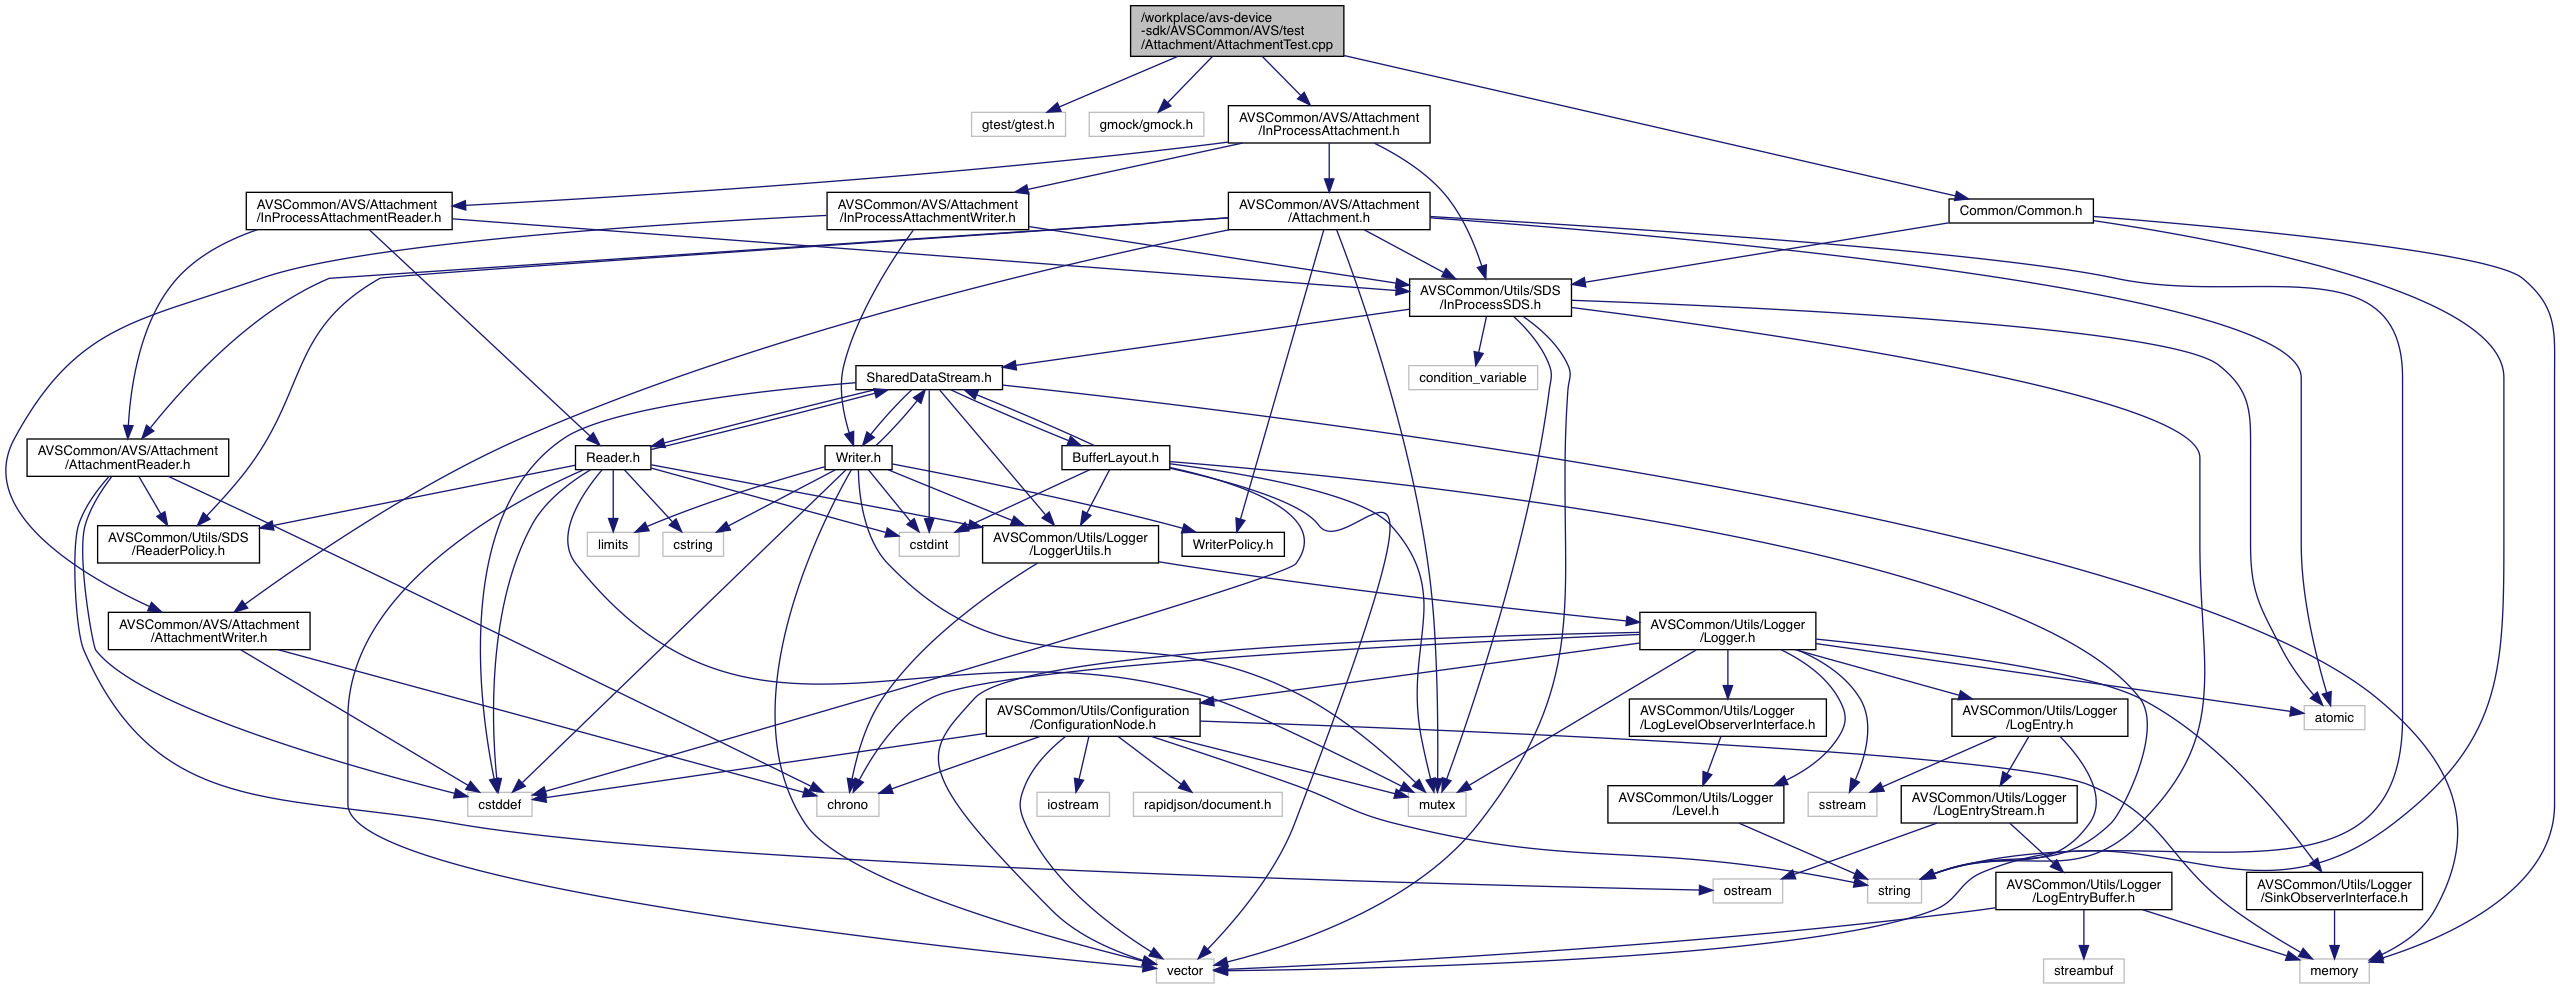 /workplace/avs-device
-sdk/AVSCommon/AVS/test
/Attachment/AttachmentTest.cpp
gtest/gtest.h
gmock/gmock.h
AVSCommon/AVS/Attachment
/InProcessAttachment.h
AVSCommon/AVS/Attachment
/InProcessAttachmentReader.h
AVSCommon/AVS/Attachment
/InProcessAttachmentWriter.h
AVSCommon/AVS/Attachment
/Attachment.h
Common/Common.h
AVSCommon/Utils/SDS
/InProcessSDS.h
SharedDataStream.h
condition_variable
AVSCommon/AVS/Attachment
/AttachmentReader.h
Reader.h
Writer.h
BufferLayout.h
AVSCommon/Utils/SDS
/ReaderPolicy.h
limits
cstring
cstdint
AVSCommon/Utils/Logger
/LoggerUtils.h
WriterPolicy.h
AVSCommon/AVS/Attachment
/AttachmentWriter.h
AVSCommon/Utils/Logger
/Logger.h
AVSCommon/Utils/Configuration
/ConfigurationNode.h
AVSCommon/Utils/Logger
/LogLevelObserverInterface.h
AVSCommon/Utils/Logger
/LogEntry.h
atomic
cstddef
chrono
iostream
rapidjson/document.h
mutex
AVSCommon/Utils/Logger
/Level.h
sstream
AVSCommon/Utils/Logger
/LogEntryStream.h
ostream
string
AVSCommon/Utils/Logger
/LogEntryBuffer.h
AVSCommon/Utils/Logger
/SinkObserverInterface.h
vector
streambuf
memory